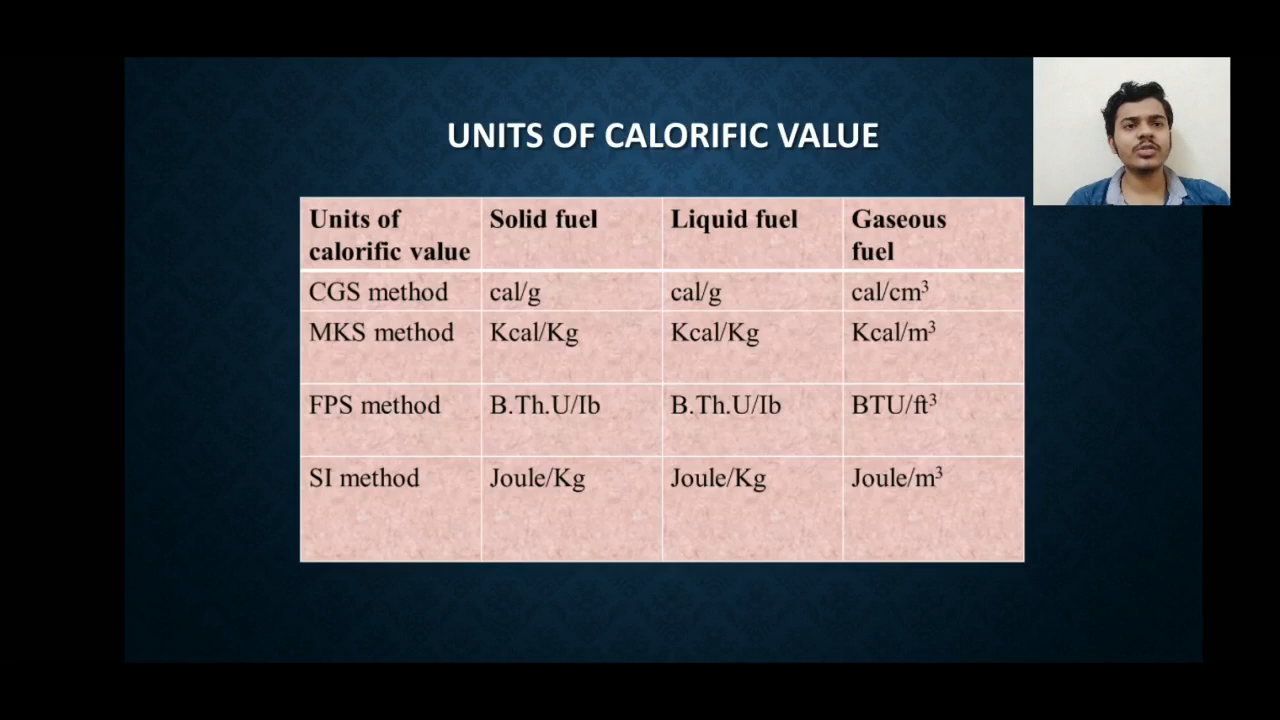 UNITS OF CALORIFIC VALUE
Units of calorific value Solid fuel Liquid fuel Gaseous fuel
CGS method cal/g cal/g cal/cm³
MKS method Kcal/Kg Kcal/Kg Kcal/m³
FPS method B.Th.U/Ib B.Th.U/Ib BTU/ft³
SI method Joule/Kg Joule/Kg Joule/m³